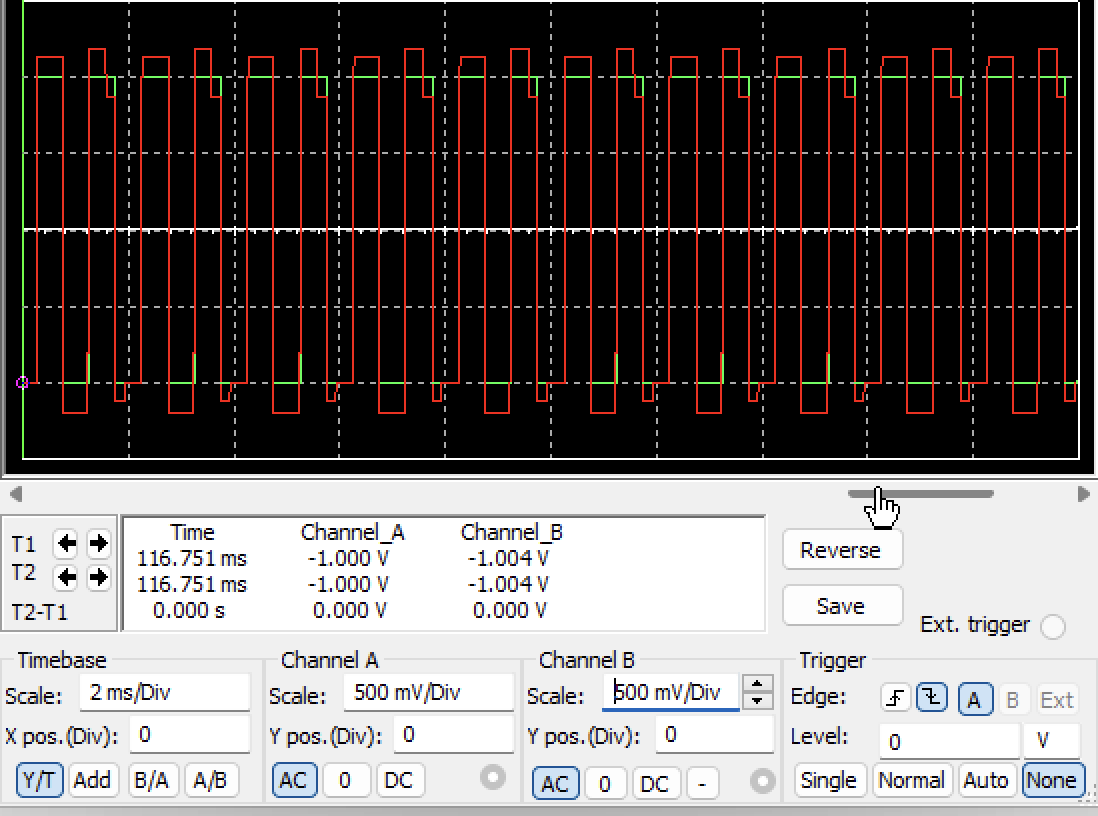 Time Channel_A Channel_B
T1 116.751 ms -1.000 V -1.004 V
T2 116.751 ms -1.000 V -1.004 V
T2-T1 0.000 s 0.000 V 0.000 V
Reverse
Save
Ext. trigger
Timebase
Scale: 2 ms/Div
X pos.(Div): 0
Y/T Add B/A A/B
Channel A
Scale: 500 mV/Div
Y pos.(Div): 0
AC 0 DC
Channel B
Scale: 500 mV/Div
Y pos.(Div): 0
AC 0 DC -
Trigger
Edge: A B Ext
Level: 0 V
Single Normal Auto None